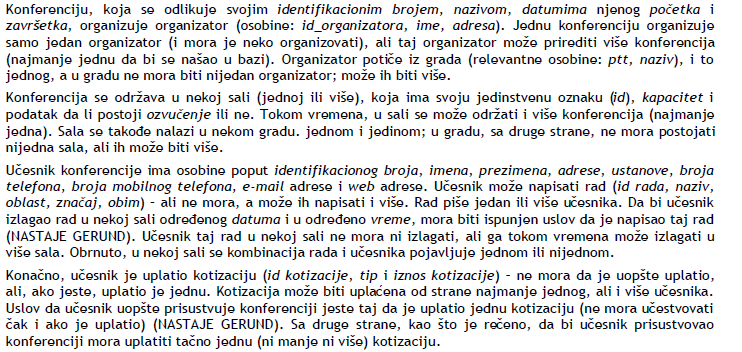 Konferenciju, koja se odlikuje svojim identifikacionim brojem, nazivom, datumima njenog početka i
završetka, organizuje organizator (osobine: id_organizatora, ime, adresa). Jednu konferenciju organizuje
samo jedan organizator (i mora je neko organizovati), ali taj organizator može prirediti više konferencija
(najmanje jednu da bi se našao u bazi). Organizator potiče iz grada (relevantne osobine: ptt, naziv), i to
jednog, a u gradu ne mora biti nijedan organizator; može ih biti više.
Konferencija se održava u nekoj sali (jednoj ili više), koja ima svoju jedinstvenu oznaku (id), kapacitet i
podatak da li postoji ozvučenje ili ne. Tokom vremena, u sali se može održati i više konferencija (najmanje
jedna). Sala se takođe nalazi u nekom gradu. jednom i jedinom; u gradu, sa druge strane, ne mora postojati
nijedna sala, ali ih može biti više.
Učesnik konferencije ima osobine poput identifikacionog broja, imena, prezimena, adrese, ustanove, broja
telefona, broja mobilnog telefona, e-mail adrese i web adrese. Učesnik može napisati rad (id rada, naziv,
oblast, značaj, obim) – ali ne mora, a može ih napisati i više. Rad piše jedan ili više učesnika. Da bi učesnik
izlagao rad u nekoj sali određenog datuma i u određeno vreme, mora biti ispunjen uslov da je napisao taj rad
(NASTAJE GERUND). Učesnik taj rad u nekoj sali ne mora ni izlagati, ali ga tokom vremena može izlagati u
više sala. Obrnuto, u nekoj sali se kombinacija rada i učesnika pojavljuje jednom ili nijednom.
Konačno, učesnik je uplatio kotizaciju (id kotizacije, tip i iznos kotizacije) – ne mora da je uopšte uplatio,
ali, ako jeste, uplatio je jednu. Kotizacija može biti uplaćena od strane najmanje jednog, ali i više učesnika.
Uslov da učesnik uopšte prisustvuje konferenciji jeste taj da je uplatio jednu kotizaciju (ne mora učestvovati
čak i ako je uplatio) (NASTAJE GERUND). Sa druge strane, kao što je rečeno, da bi učesnik prisustvovao
konferenciji mora uplatiti tačno jednu (ni manje ni više) kotizaciju.